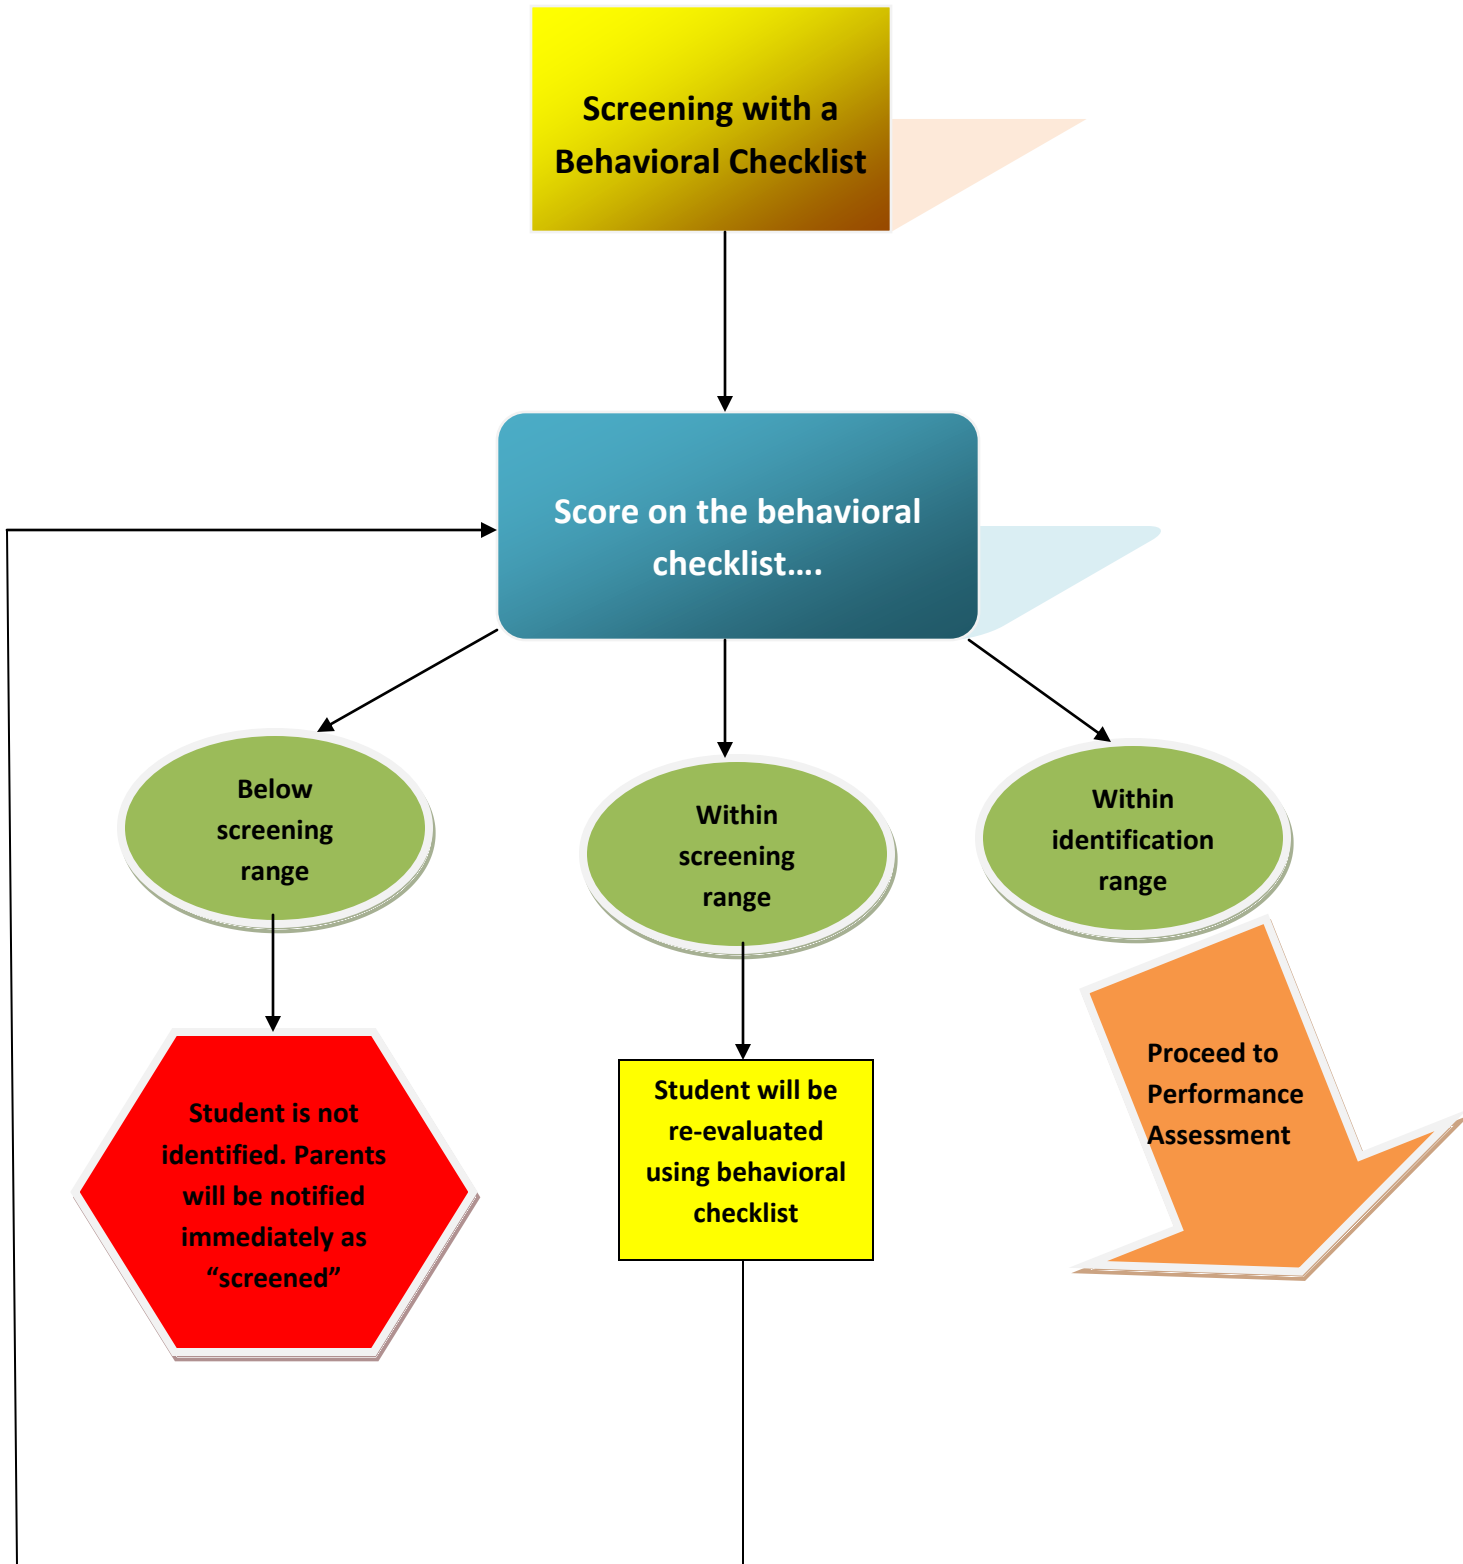 Screening with a
Behavioral Checklist
Score on the behavioral
checklist....
Below
screening
range
Within
screening
range
Within
identification
range
Student is not
identified. Parents
will be notified
immediately as
“screened”
Student will be
re-evaluated
using behavioral
checklist
Proceed to
Performance
Assessment